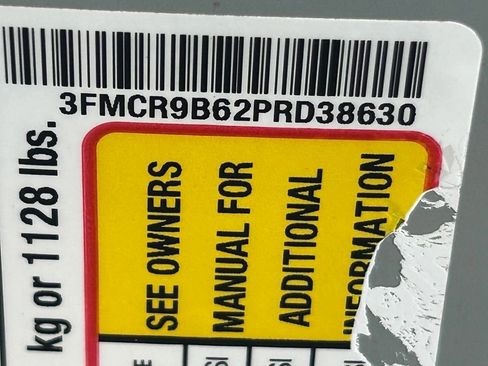 3FMCR9B62PRD38630
kg or 1128 lbs.
SEE OWNERS
MANUAL FOR
ADDITIONAL
INFORMATION